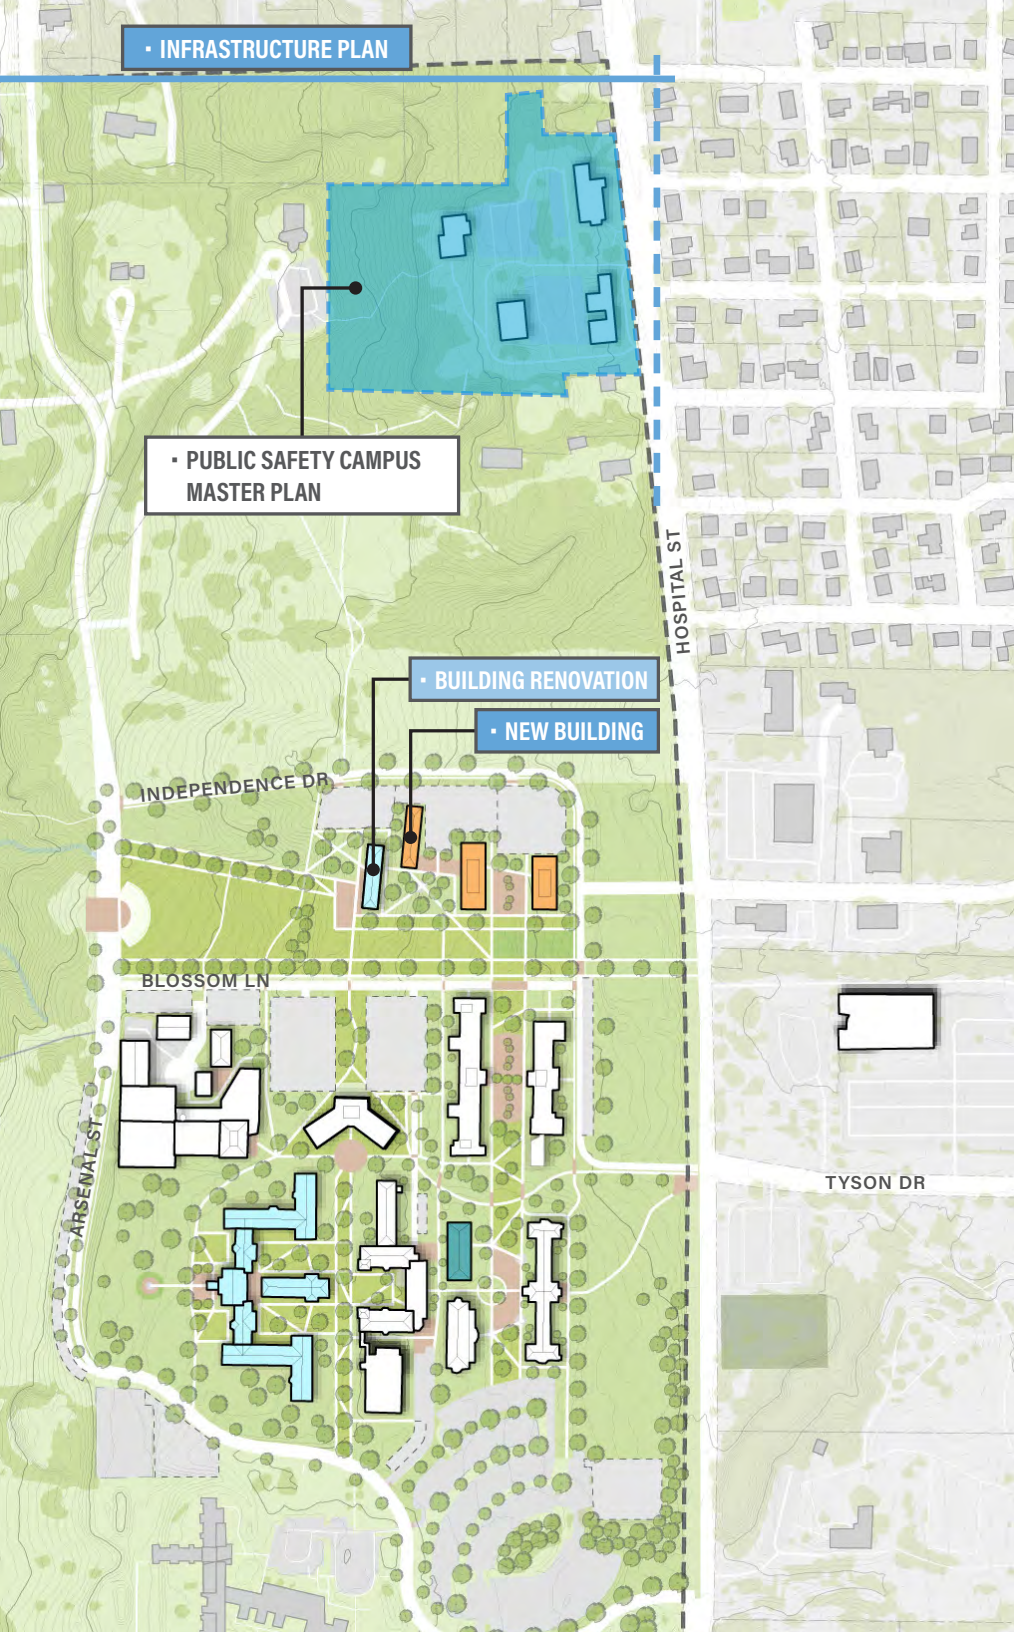 · INFRASTRUCTURE PLAN
· PUBLIC SAFETY CAMPUS
MASTER PLAN
HOSPITAL ST
· BUILDING RENOVATION
· NEW BUILDING
INDEPENDENCE DR
BLOSSOM LN
ARSENAL ST
TYSON DR